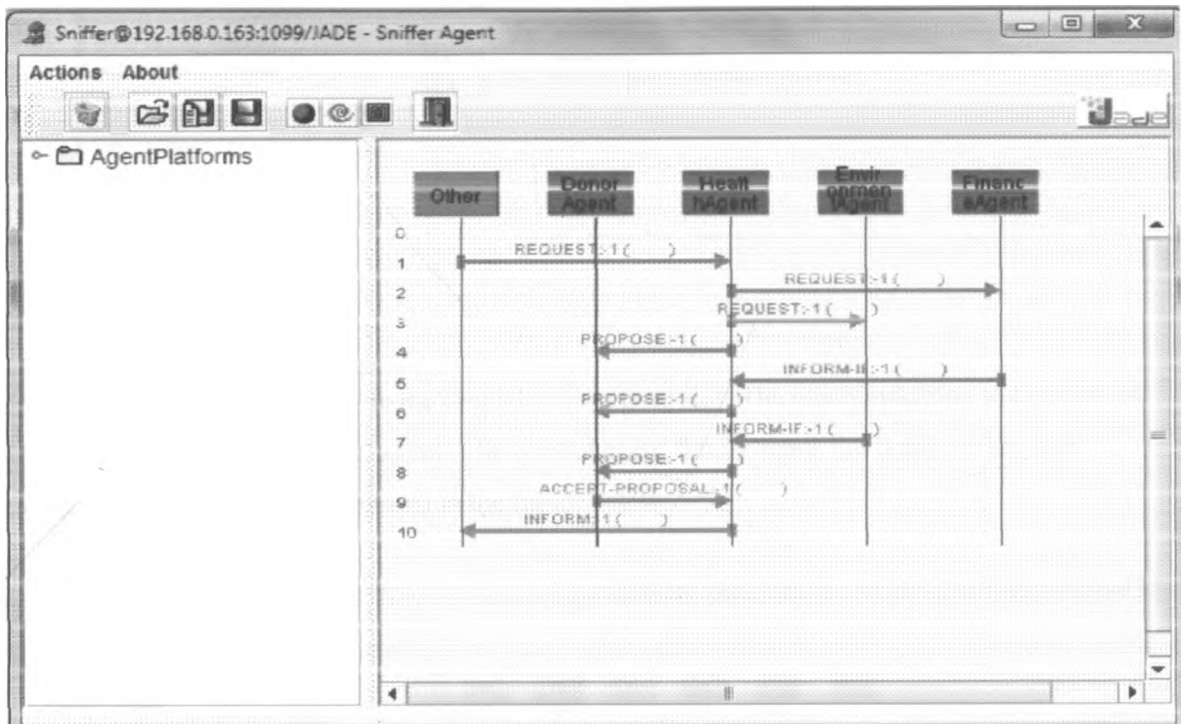 Sniffer@192.168.0.163:1099/JADE - Sniffer Agent
Actions About
Jade
AgentPlatforms
Other
Donor
Agent
Healt
hAgent
Envir
onmen
tAgent
Financ
eAgent
0
REQUEST:-1 ( )
1
REQUEST:-1 ( )
2
REQUEST:-1 ( )
3
PROPOSE:-1 ( )
4
INFORM-IF:-1 ( )
5
PROPOSE:-1 ( )
6
INFORM-IF:-1 ( )
7
PROPOSE:-1 ( )
8
ACCEPT-PROPOSAL:-1 ( )
9
INFORM:-1 ( )
10